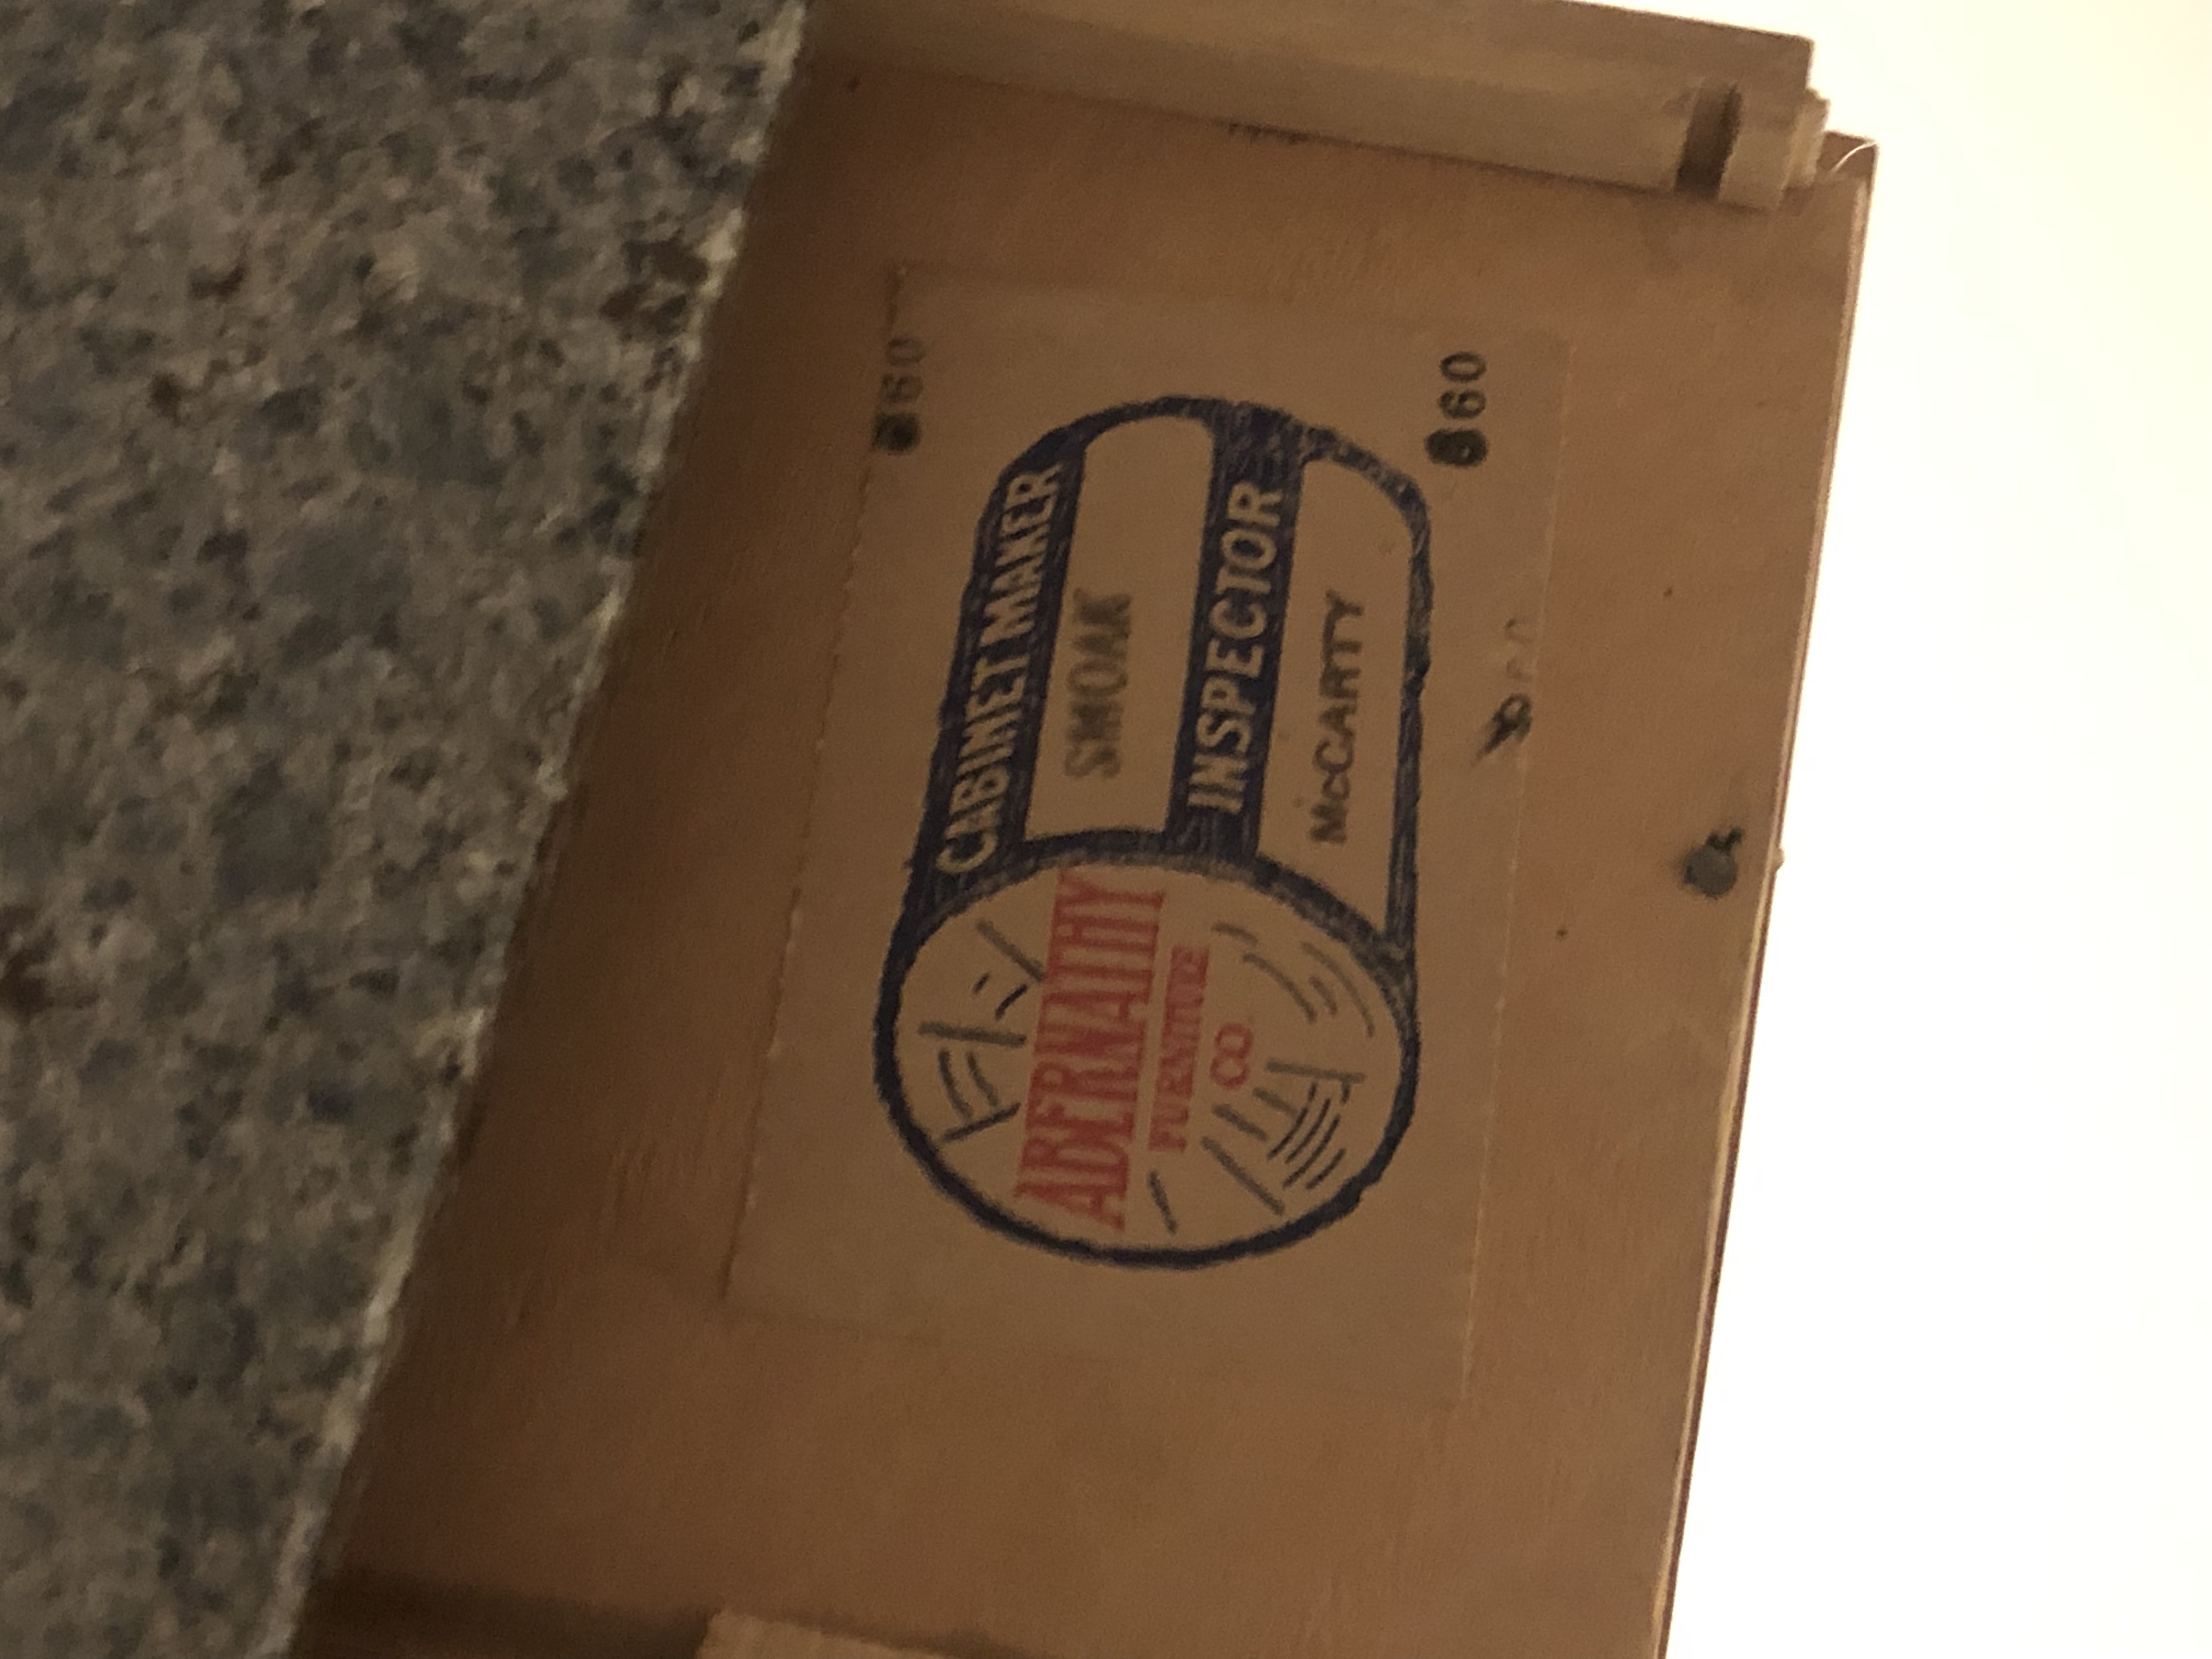 860
860
CABINET MAKER
SMOAK
INSPECTOR
McCARTY
ABERNATHY
FURNITURE
CO.